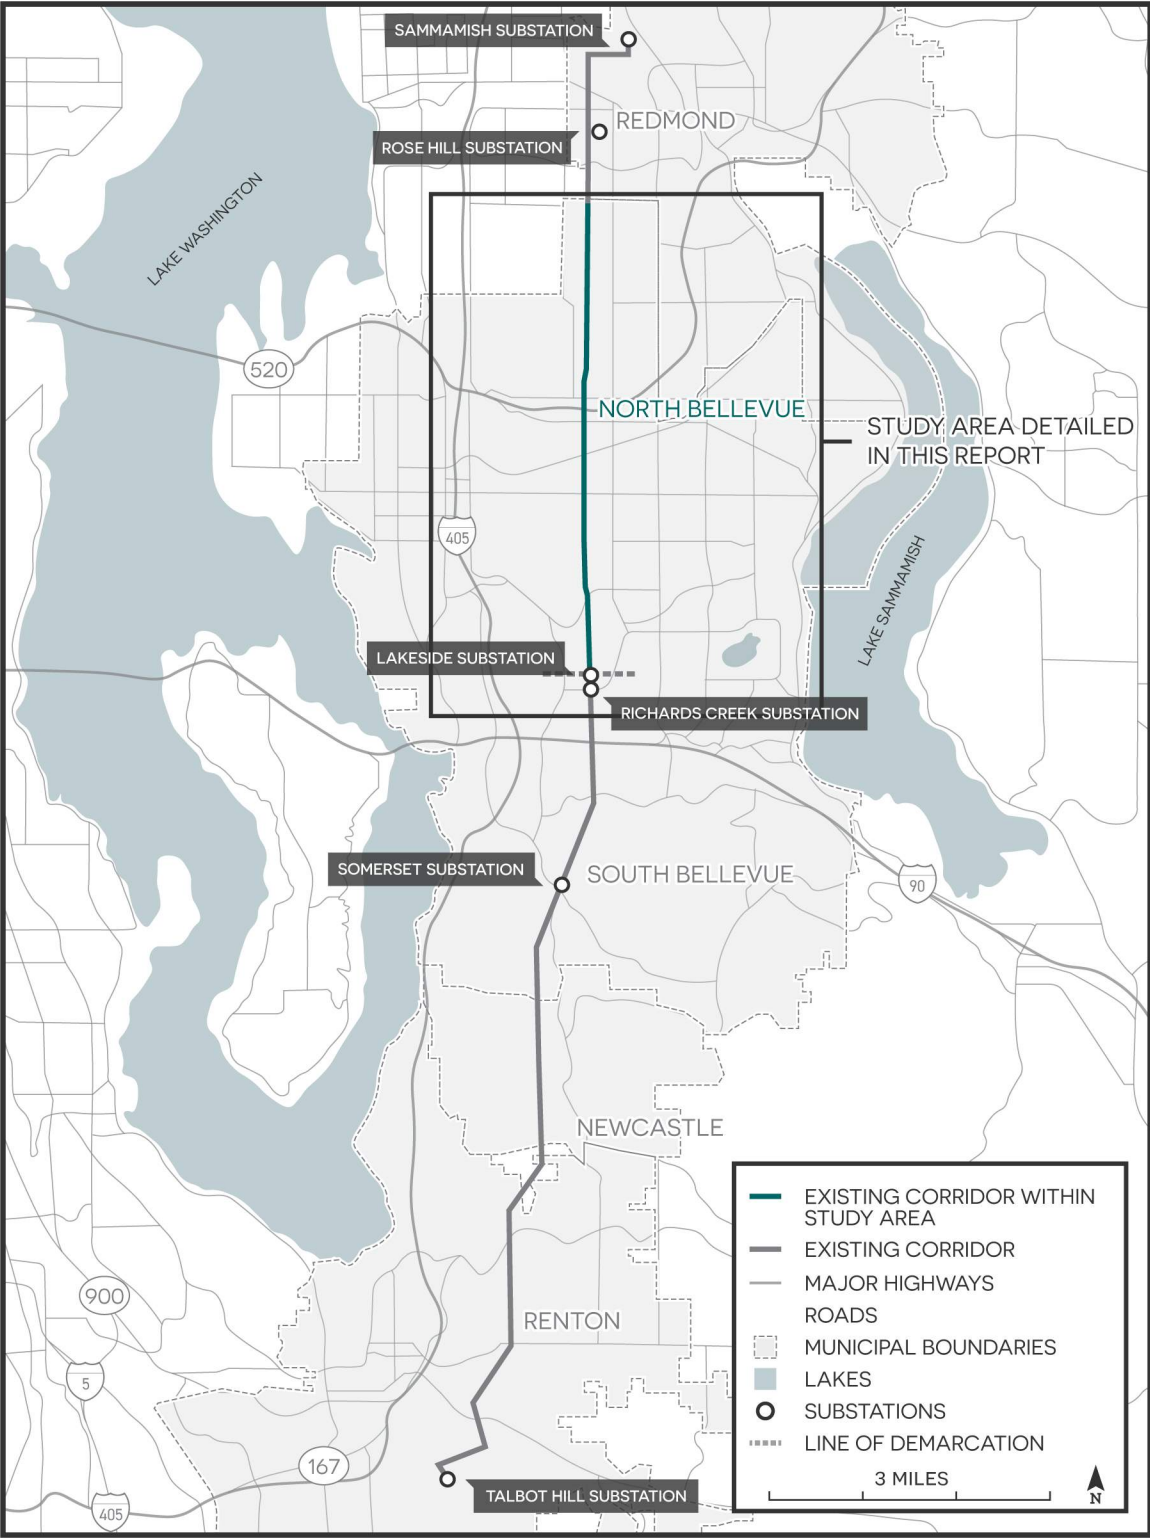 SAMMAMISH SUBSTATION
REDMOND
ROSE HILL SUBSTATION
LAKE WASHINGTON
520
NORTH BELLEVUE
STUDY AREA DETAILED
IN THIS REPORT
405
LAKE SAMMAMISH
LAKESIDE SUBSTATION
RICHARDS CREEK SUBSTATION
SOMERSET SUBSTATION
SOUTH BELLEVUE
90
NEWCASTLE
900
RENTON
5
167
TALBOT HILL SUBSTATION
405
EXISTING CORRIDOR WITHIN
STUDY AREA
EXISTING CORRIDOR
MAJOR HIGHWAYS
ROADS
MUNICIPAL BOUNDARIES
LAKES
SUBSTATIONS
LINE OF DEMARCATION
3 MILES
N